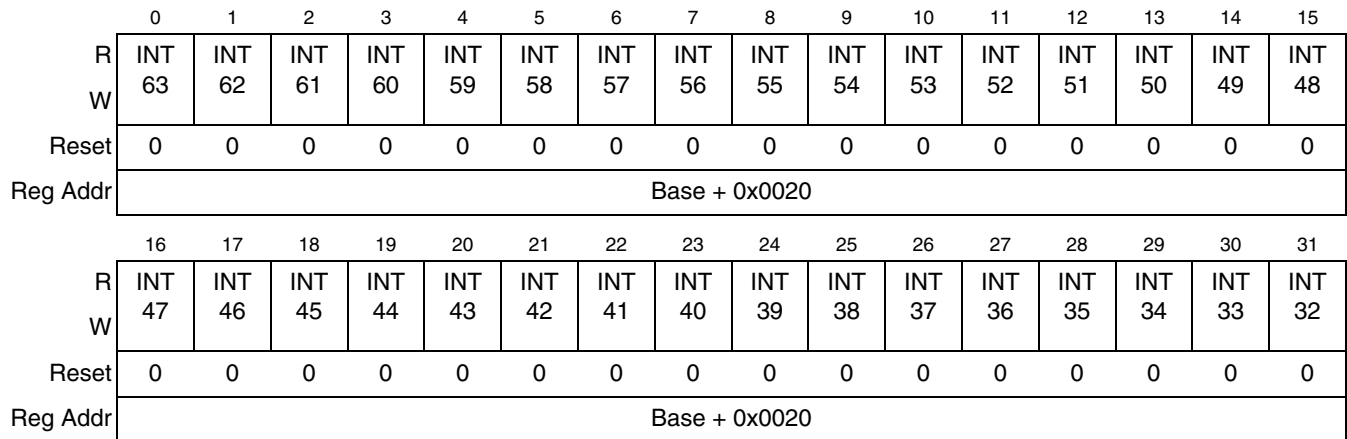 0 1 2 3 4 5 6 7 8 9 10 11 12 13 14 15
R INT INT INT INT INT INT INT INT INT INT INT INT INT INT INT INT
W 63 62 61 60 59 58 57 56 55 54 53 52 51 50 49 48
Reset 0 0 0 0 0 0 0 0 0 0 0 0 0 0 0 0
Reg Addr Base + 0x0020
16 17 18 19 20 21 22 23 24 25 26 27 28 29 30 31
R INT INT INT INT INT INT INT INT INT INT INT INT INT INT INT INT
W 47 46 45 44 43 42 41 40 39 38 37 36 35 34 33 32
Reset 0 0 0 0 0 0 0 0 0 0 0 0 0 0 0 0
Reg Addr Base + 0x0020